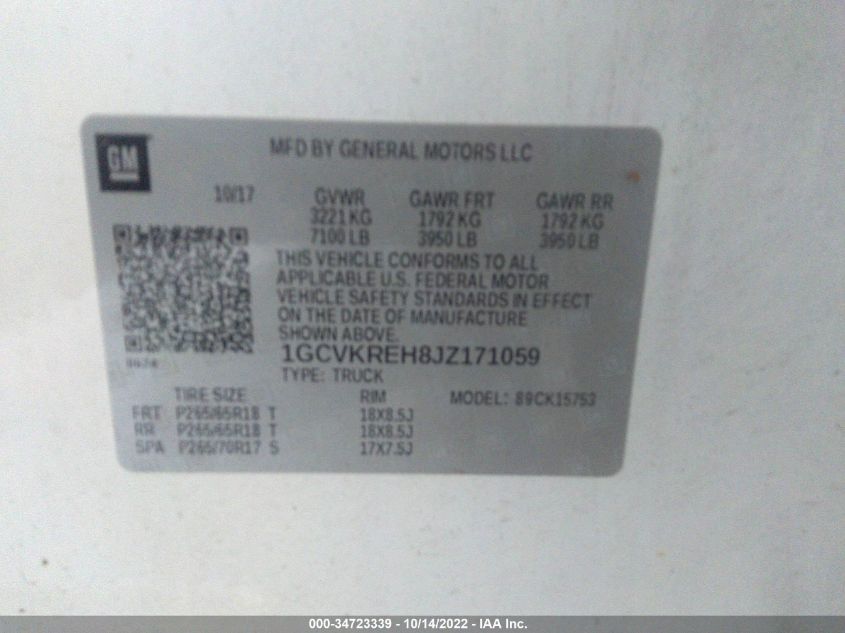 GM
MFD BY GENERAL MOTORS LLC
10/17 GVWR GAWR FRT GAWR RR
3221 KG 1792 KG 1792 KG
7100 LB 3950 LB 3950 LB
THIS VEHICLE CONFORMS TO ALL
APPLICABLE U.S. FEDERAL MOTOR
VEHICLE SAFETY STANDARDS IN EFFECT
ON THE DATE OF MANUFACTURE
SHOWN ABOVE.
1GCVKREH8JZ171059
TYPE: TRUCK
TIRE SIZE RIM MODEL: 89CK15753
FRT P265/65R18 T 18X8.5J
RR P265/65R18 T 18X8.5J
SPA P265/70R17 S 17X7.5J
000-34723339 - 10/14/2022 - IAA Inc.